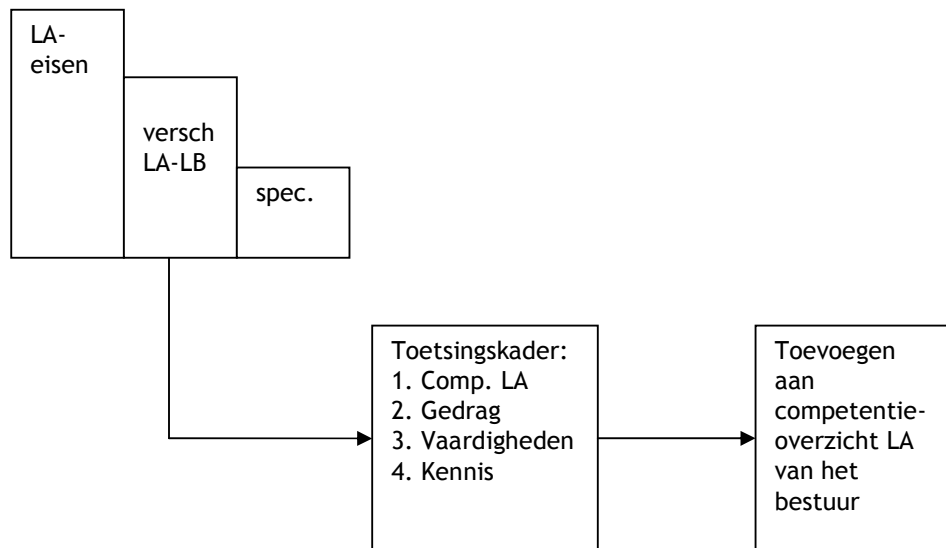 LA-
eisen
versch
LA-LB
spec.
Toetsingskader:
1. Comp. LA
2. Gedrag
3. Vaardigheden
4. Kennis
Toevoegen
aan
competentie-
overzicht LA
van het
bestuur